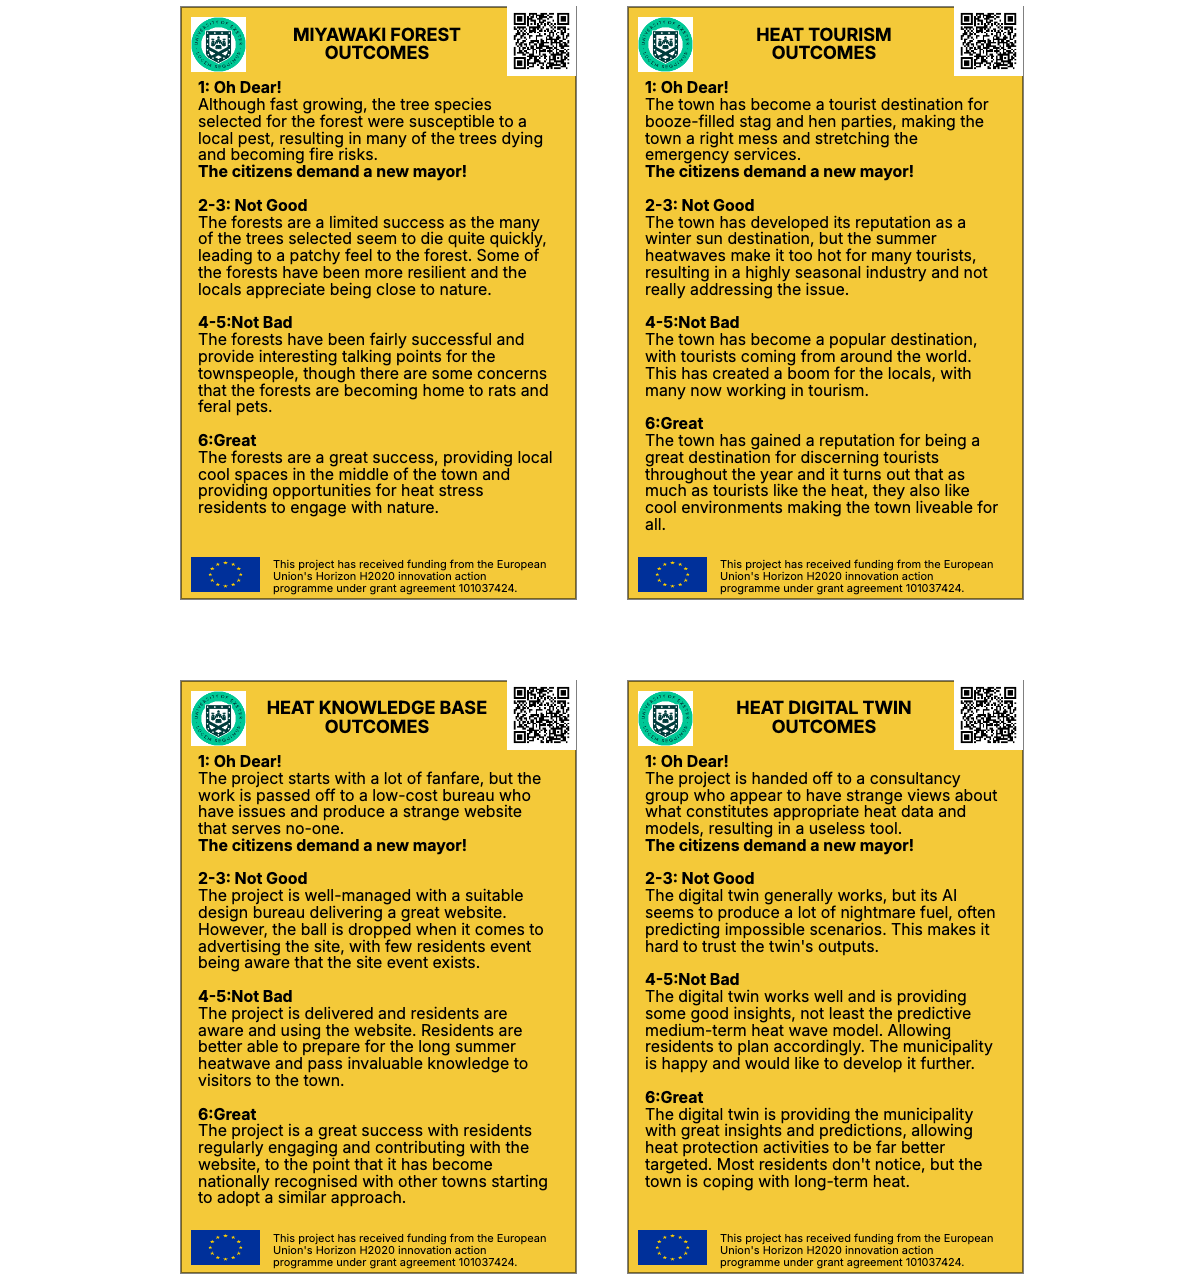 MIYAWAKI FOREST
OUTCOMES
1: Oh Dear!
Although fast growing, the tree species
selected for the forest were susceptible to a
local pest, resulting in many of the trees dying
and becoming fire risks.
The citizens demand a new mayor!
2-3: Not Good
The forests are a limited success as the many
of the trees selected seem to die quite quickly,
leading to a patchy feel to the forest. Some of
the forests have been more resilient and the
locals appreciate being close to nature.
4-5:Not Bad
The forests have been fairly successful and
provide interesting talking points for the
townspeople, though there are some concerns
that the forests are becoming home to rats and
feral pets.
6:Great
The forests are a great success, providing local
cool spaces in the middle of the town and
providing opportunities for heat stress
residents to engage with nature.
This project has received funding from the European
Union's Horizon H2020 innovation action
programme under grant agreement 101037424.
HEAT TOURISM
OUTCOMES
1: Oh Dear!
The town has become a tourist destination for
booze-filled stag and hen parties, making the
town a right mess and stretching the
emergency services.
The citizens demand a new mayor!
2-3: Not Good
The town has developed its reputation as a
winter sun destination, but the summer
heatwaves make it too hot for many tourists,
resulting in a highly seasonal industry and not
really addressing the issue.
4-5:Not Bad
The town has become a popular destination,
with tourists coming from around the world.
This has created a boom for the locals, with
many now working in tourism.
6:Great
The town has gained a reputation for being a
great destination for discerning tourists
throughout the year and it turns out that as
much as tourists like the heat, they also like
cool environments making the town liveable for
all.
This project has received funding from the European
Union's Horizon H2020 innovation action
programme under grant agreement 101037424.
HEAT KNOWLEDGE BASE
OUTCOMES
1: Oh Dear!
The project starts with a lot of fanfare, but the
work is passed off to a low-cost bureau who
have issues and produce a strange website
that serves no-one.
The citizens demand a new mayor!
2-3: Not Good
The project is well-managed with a suitable
design bureau delivering a great website.
However, the ball is dropped when it comes to
advertising the site, with few residents event
being aware that the site event exists.
4-5:Not Bad
The project is delivered and residents are
aware and using the website. Residents are
better able to prepare for the long summer
heatwave and pass invaluable knowledge to
visitors to the town.
6:Great
The project is a great success with residents
regularly engaging and contributing with the
website, to the point that it has become
nationally recognised with other towns starting
to adopt a similar approach.
This project has received funding from the European
Union's Horizon H2020 innovation action
programme under grant agreement 101037424.
HEAT DIGITAL TWIN
OUTCOMES
1: Oh Dear!
The project is handed off to a consultancy
group who appear to have strange views about
what constitutes appropriate heat data and
models, resulting in a useless tool.
The citizens demand a new mayor!
2-3: Not Good
The digital twin generally works, but its AI
seems to produce a lot of nightmare fuel, often
predicting impossible scenarios. This makes it
hard to trust the twin's outputs.
4-5:Not Bad
The digital twin works well and is providing
some good insights, not least the predictive
medium-term heat wave model. Allowing
residents to plan accordingly. The municipality
is happy and would like to develop it further.
6:Great
The digital twin is providing the municipality
with great insights and predictions, allowing
heat protection activities to be far better
targeted. Most residents don't notice, but the
town is coping with long-term heat.
This project has received funding from the European
Union's Horizon H2020 innovation action
programme under grant agreement 101037424.